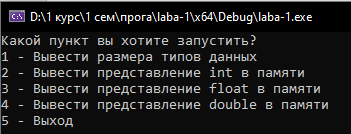 D:\1 курс\1 сем\прога\laba-1\x64\Debug\laba-1.exe
Какой пункт вы хотите запустить?
1 - Вывести размера типов данных
2 - Вывести представление int в памяти
3 - Вывести представление float в памяти
4 - Вывести представление double в памяти
5 - Выход